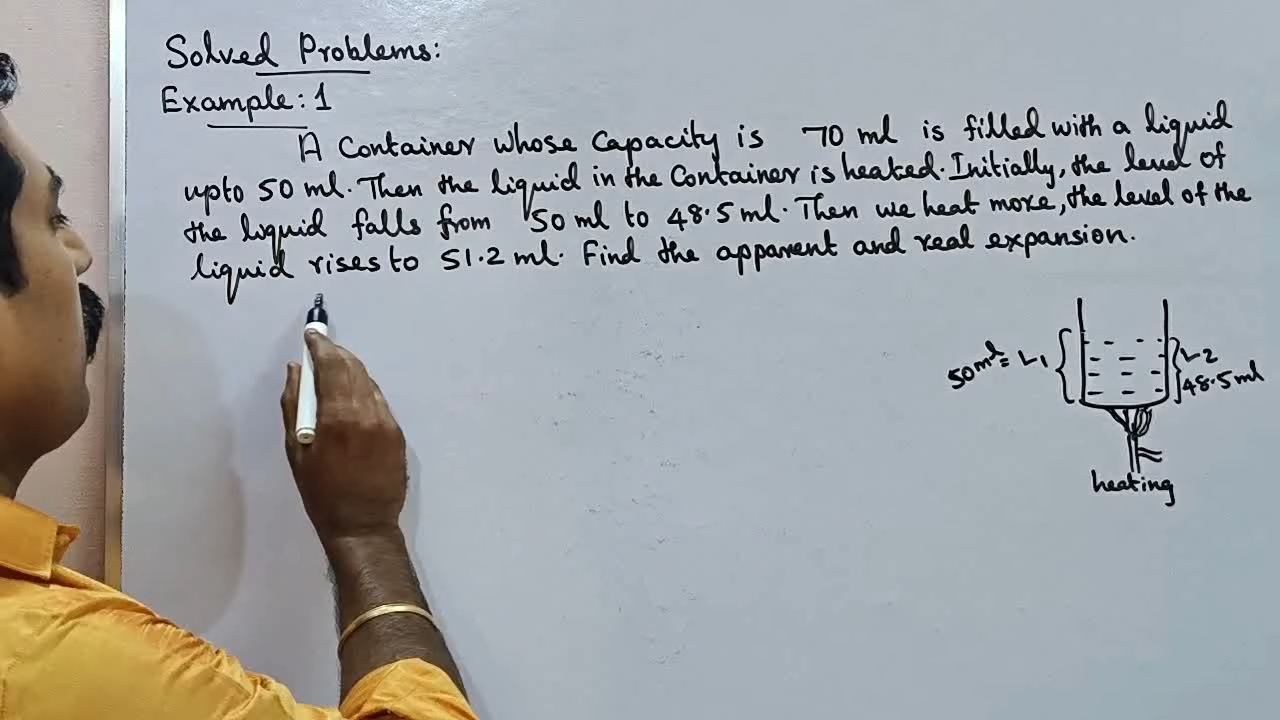 Solved Problems:
Example: 1
A Container whose Capacity is 70 ml is filled with a liquid
upto 50 ml. Then the liquid in the Container is heated. Initially, the level of
the liquid falls from 50 ml to 48.5 ml. Then we heat more, the level of the
liquid rises to 51.2 ml. Find the apparent and real expansion.
50ml = L1
L2
48.5 ml
heating